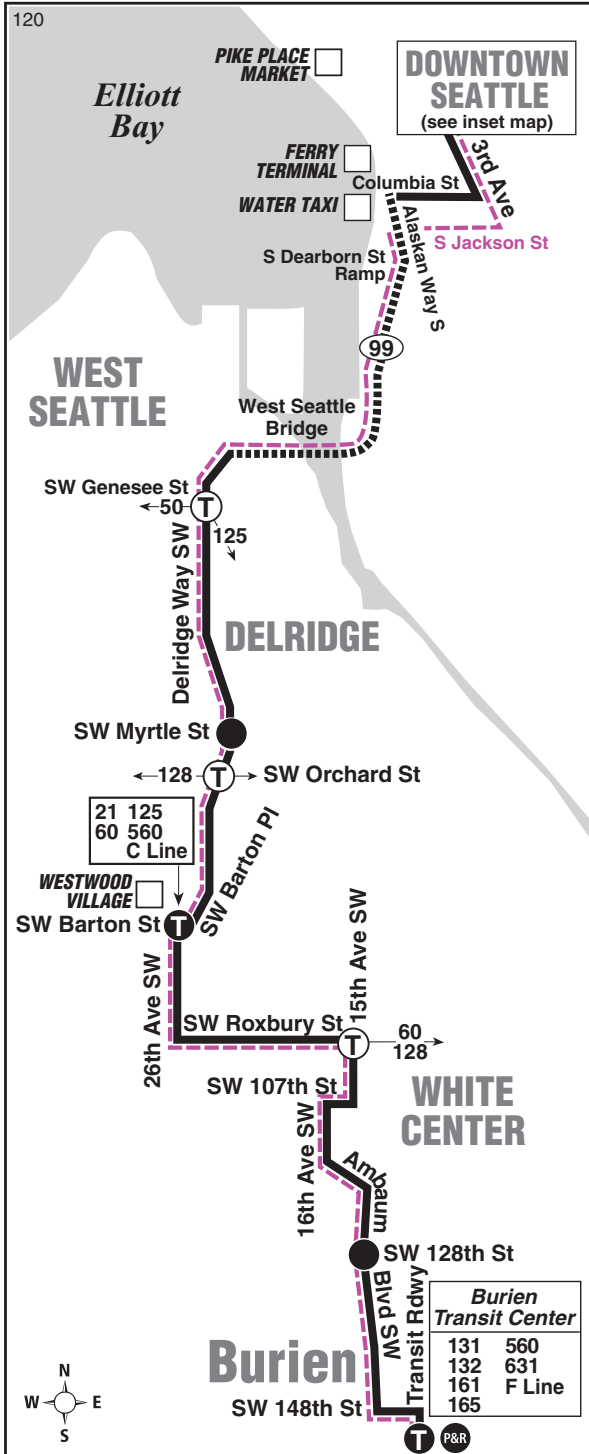 120
PIKE PLACE
MARKET
DOWNTOWN
SEATTLE
(see inset map)
Elliott
Bay
FERRY
TERMINAL
WATER TAXI
Columbia St
3rd Ave
S Jackson St
Alaskan Way S
S Dearborn St
Ramp
99
WEST
SEATTLE
West Seattle
Bridge
SW Genesee St
50
T
125
Delridge Way SW
DELRIDGE
SW Myrtle St
128
T
SW Orchard St
21 125
60 560
C Line
SW Barton Pl
WESTWOOD
VILLAGE
SW Barton St
T
26th Ave SW
SW Roxbury St
15th Ave SW
T
60
128
SW 107th St
WHITE
CENTER
16th Ave SW
Ambaum
SW 128th St
Blvd SW
Transit Rdwy
Burien
Transit Center
131 560
132 631
161 F Line
165
Burien
SW 148th St
T
P&R
N
W
E
S